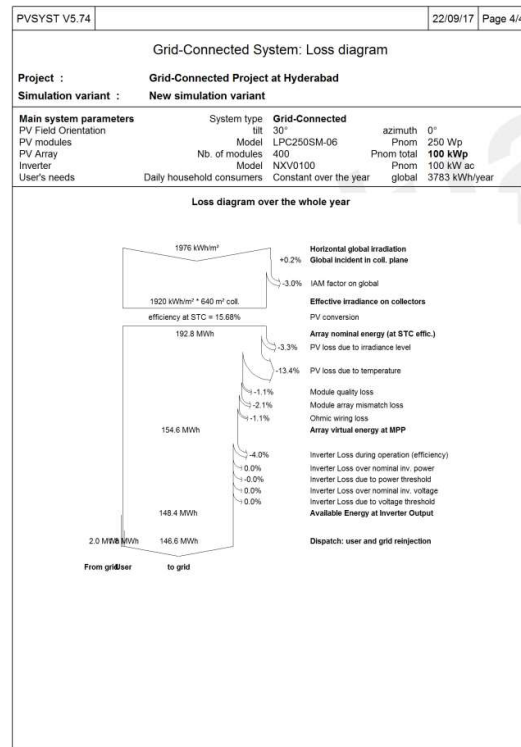 PVSYST V5.74 22/09/17 Page 4/4
Grid-Connected System: Loss diagram
Project : Grid-Connected Project at Hyderabad
Simulation variant : New simulation variant
Main system parameters System type Grid-Connected
PV Field Orientation tilt 30° azimuth 0°
PV modules Model LPC250SM-06 Pnom 250 Wp
PV Array Nb. of modules 400 Pnom total 100 kWp
Inverter Model NXV0100 Pnom 100 kW ac
User's needs Daily household consumers Constant over the year global 3783 kWh/year
Loss diagram over the whole year
1976 kWh/m² Horizontal global irradiation
+0.2% Global incident in coll. plane
-3.0% IAM factor on global
1920 kWh/m² * 640 m² coll. Effective irradiance on collectors
efficiency at STC = 15.68% PV conversion
192.8 MWh Array nominal energy (at STC effic.)
-3.3% PV loss due to irradiance level
-13.4% PV loss due to temperature
-1.1% Module quality loss
-2.1% Module array mismatch loss
-1.1% Ohmic wiring loss
154.6 MWh Array virtual energy at MPP
-4.0% Inverter Loss during operation (efficiency)
0.0% Inverter Loss over nominal inv. power
-0.0% Inverter Loss due to power threshold
0.0% Inverter Loss over nominal inv. voltage
0.0% Inverter Loss due to voltage threshold
148.4 MWh Available Energy at Inverter Output
2.0 MWh MWh 146.6 MWh Dispatch: user and grid reinjection
From grid User to grid